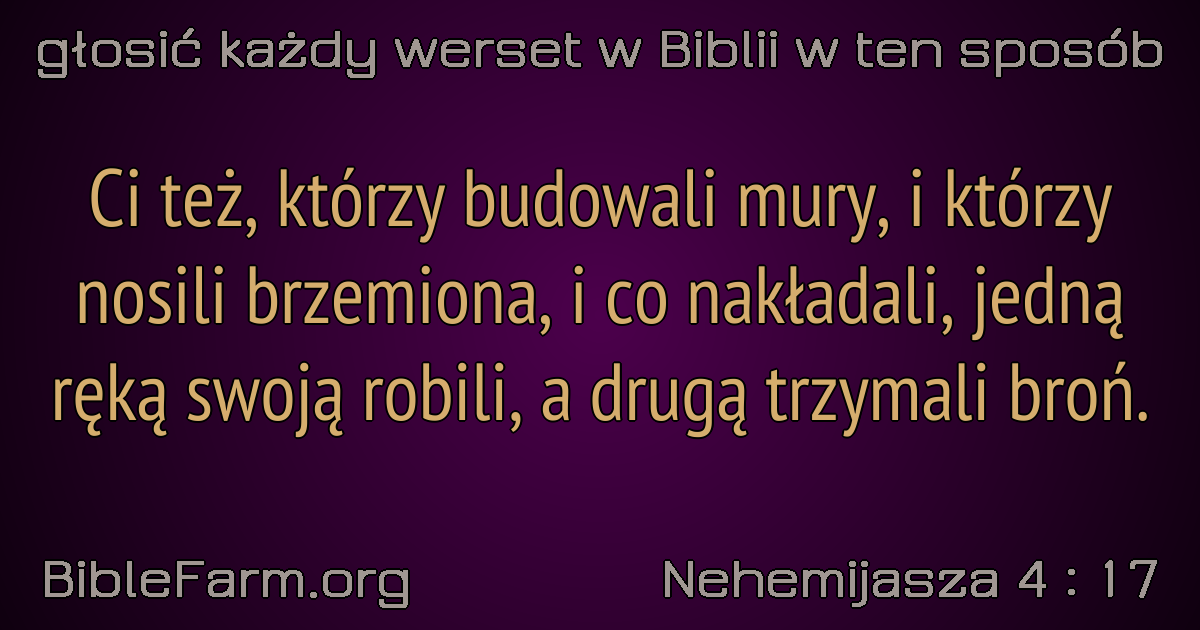 głosić każdy werset w Biblii w ten sposób
Ci też, którzy budowali mury, i którzy
nosili brzemiona, i co nakładali, jedną
ręką swoją robili, a drugą trzymali broń.
BibleFarm.org
Nehemijasza 4 : 17